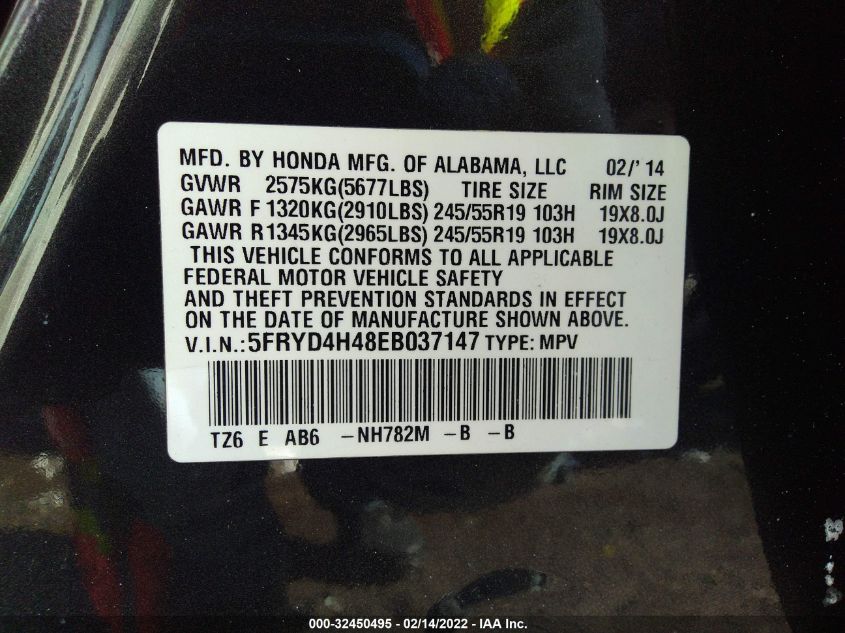 MFD. BY HONDA MFG. OF ALABAMA, LLC 02/' 14
GVWR 2575KG(5677LBS) TIRE SIZE RIM SIZE
GAWR F 1320KG(2910LBS) 245/55R19 103H 19X8.0J
GAWR R 1345KG(2965LBS) 245/55R19 103H 19X8.0J
THIS VEHICLE CONFORMS TO ALL APPLICABLE
FEDERAL MOTOR VEHICLE SAFETY
AND THEFT PREVENTION STANDARDS IN EFFECT
ON THE DATE OF MANUFACTURE SHOWN ABOVE.
V.I.N.:5FRYD4H48EB037147 TYPE: MPV
TZ6 E AB6 -NH782M -B -B
000-32450495 - 02/14/2022 - IAA Inc.